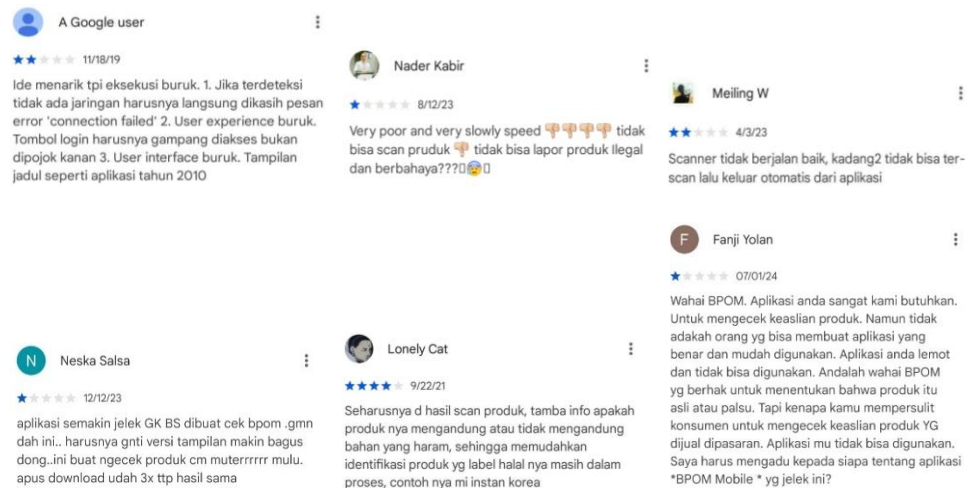 A Google user
11/18/19
Ide menarik tpi eksekusi buruk. 1. Jika terdeteksi
tidak ada jaringan harusnya langsung dikasih pesan
error 'connection failed' 2. User experience buruk.
Tombol login harusnya gampang diakses bukan
dipojok kanan 3. User interface buruk. Tampilan
jadul seperti aplikasi tahun 2010
Nader Kabir
8/12/23
Very poor and very slowly speed 👎👎👎👎 tidak
bisa scan pruduk 👎 tidak bisa lapor produk Ilegal
dan berbahaya???▯😰▯
Meiling W
4/3/23
Scanner tidak berjalan baik, kadang2 tidak bisa ter-
scan lalu keluar otomatis dari aplikasi
F
Fanji Yolan
07/01/24
Wahai BPOM. Aplikasi anda sangat kami butuhkan.
Untuk mengecek keaslian produk. Namun tidak
adakah orang yg bisa membuat aplikasi yang
benar dan mudah digunakan. Aplikasi anda lemot
dan tidak bisa digunakan. Andalah wahai BPOM
yg berhak untuk menentukan bahwa produk itu
asli atau palsu. Tapi kenapa kamu mempersulit
konsumen untuk mengecek keaslian produk YG
dijual dipasaran. Aplikasi mu tidak bisa digunakan.
Saya harus mengadu kepada siapa tentang aplikasi
*BPOM Mobile * yg jelek ini?
N
Neska Salsa
12/12/23
aplikasi semakin jelek GK BS dibuat cek bpom .gmn
dah ini.. harusnya gnti versi tampilan makin bagus
dong..ini buat ngecek produk cm muterrrrrr mulu.
apus download udah 3x ttp hasil sama
Lonely Cat
9/22/21
Seharusnya d hasil scan produk, tamba info apakah
produk nya mengandung atau tidak mengandung
bahan yang haram, sehingga memudahkan
identifikasi produk yg label halal nya masih dalam
proses, contoh nya mi instan korea